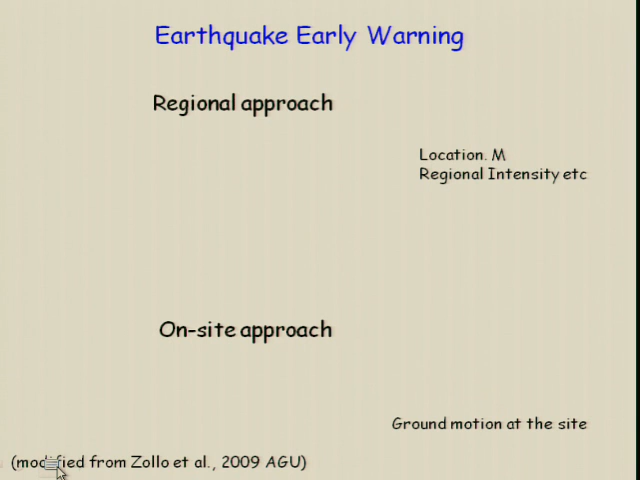 Earthquake Early Warning
Regional approach
Location. M
Regional Intensity etc
On-site approach
Ground motion at the site
(modified from Zollo et al., 2009 AGU)